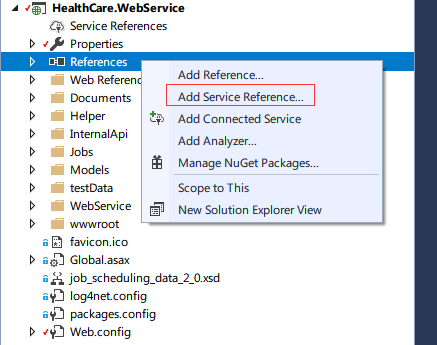 HealthCare.WebService
Service References
Properties
References
Web Referenc
Documents
Helper
InternalApi
Jobs
Models
testData
WebService
wwwroot
favicon.ico
Global.asax
job_scheduling_data_2_0.xsd
log4net.config
packages.config
Web.config
Add Reference...
Add Service Reference...
Add Connected Service
Add Analyzer...
Manage NuGet Packages...
Scope to This
New Solution Explorer View